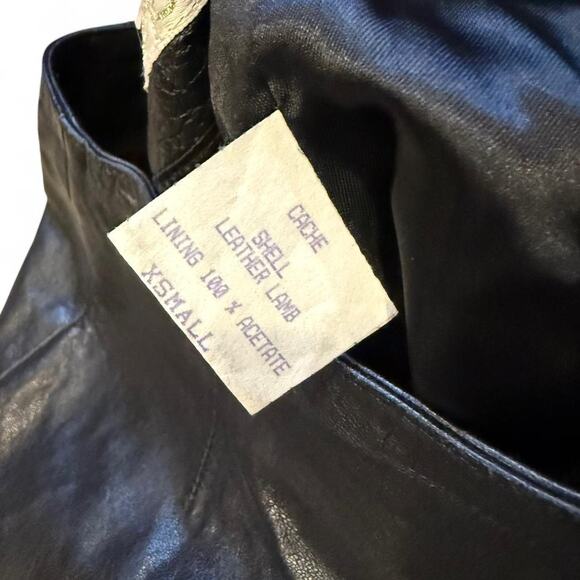 CACHE
SHELL
LEATHER LAMB
LINING 100 % ACETATE
XSMALL